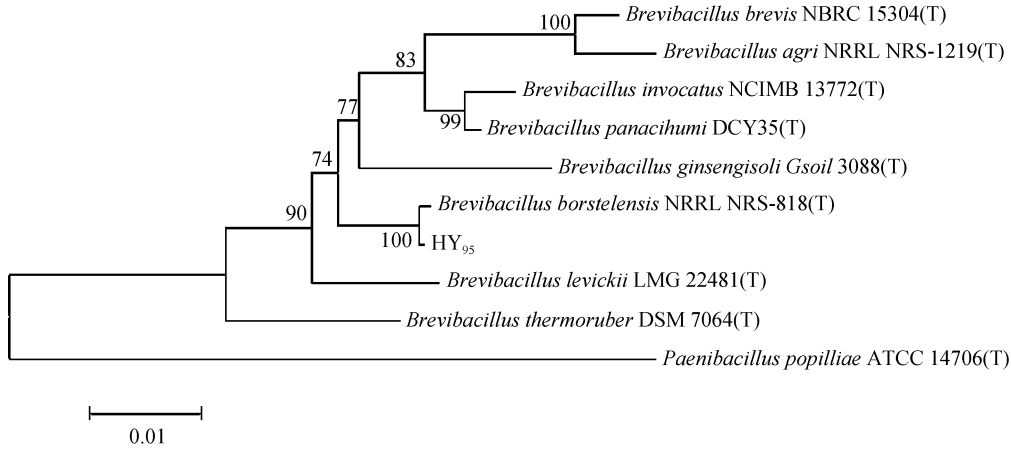 100
Brevibacillus brevis NBRC 15304(T)
Brevibacillus agri NRRL NRS-1219(T)
83
Brevibacillus invocatus NCIMB 13772(T)
99
Brevibacillus panacihumi DCY35(T)
77
Brevibacillus ginsengisoli Gsoil 3088(T)
74
Brevibacillus borstelensis NRRL NRS-818(T)
90
100
HY95
Brevibacillus levickii LMG 22481(T)
Brevibacillus thermoruber DSM 7064(T)
Paenibacillus popilliae ATCC 14706(T)
0.01